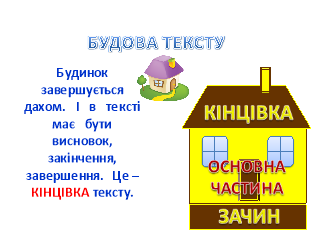 БУДОВА ТЕКСТУ
Будинок
завершується
дахом. І в тексті
має бути
висновок,
закінчення,
завершення. Це –
КІНЦІВКА тексту.
КІНЦІВКА
ОСНОВНА
ЧАСТИНА
ЗАЧИН